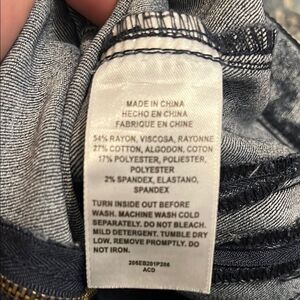 MADE IN CHINA
HECHO EN CHINA
FABRIQUE EN CHINE
54% RAYON, VISCOSA, RAYONNE
27% COTTON, ALGODON, COTON
17% POLYESTER, POLIESTER,
POLYESTER
2% SPANDEX, ELASTANO,
SPANDEX
TURN INSIDE OUT BEFORE
WASH. MACHINE WASH COLD
SEPARATELY. DO NOT BLEACH.
MILD DETERGENT. TUMBLE DRY
LOW. REMOVE PROMPTLY. DO
NOT IRON.
ACD